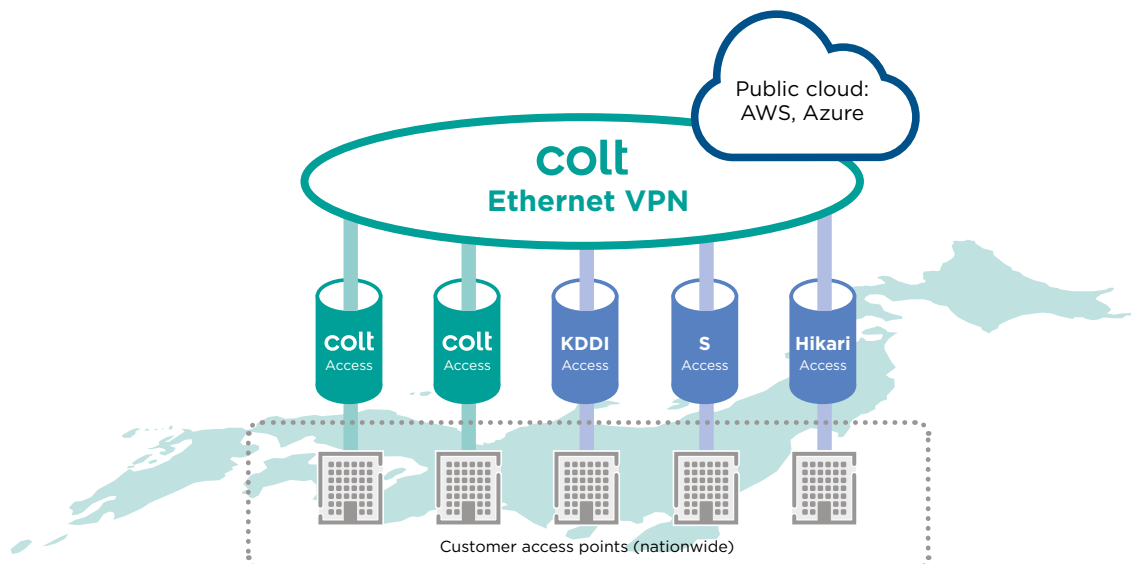 Public cloud:
AWS, Azure
colt
Ethernet VPN
colt
Access
colt
Access
KDDI
Access
S
Access
Hikari
Access
Customer access points (nationwide)